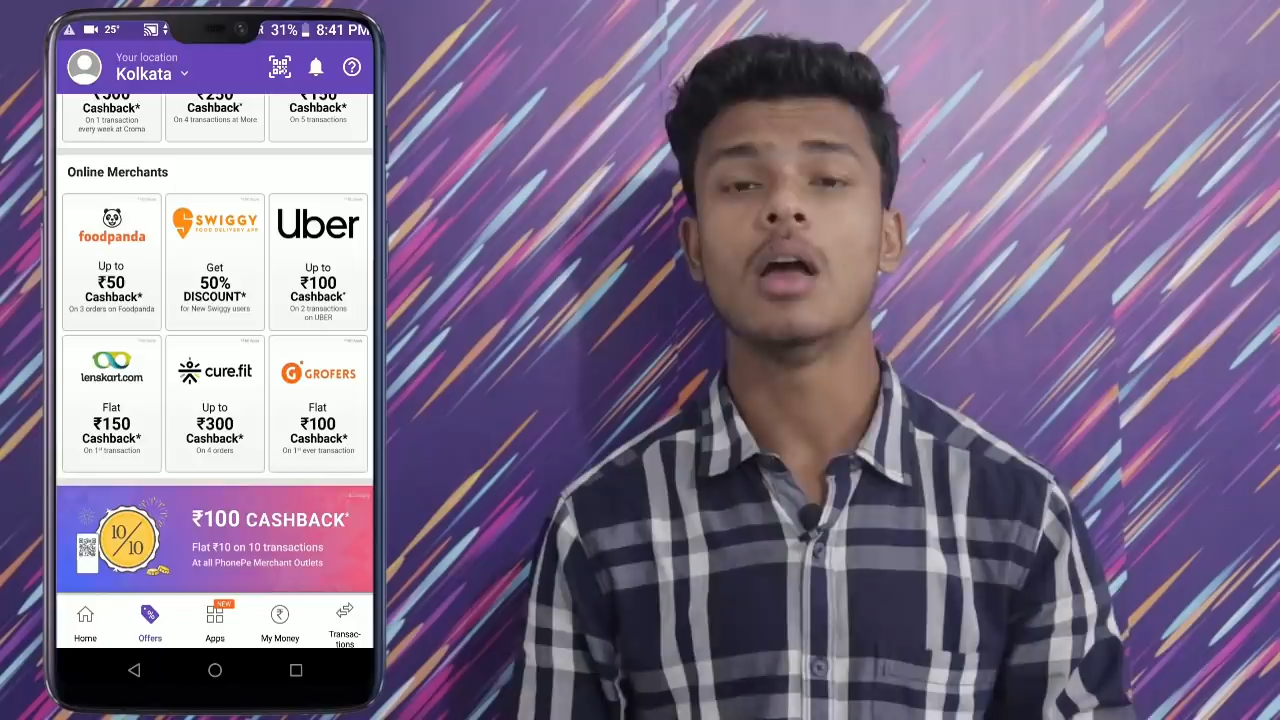 25° 31% 8:41 PM
Your location
Kolkata
Cashback* Cashback* Cashback*
On 1 transaction
every week at Croma
On 4 transactions at More
On 5 transactions
Online Merchants
foodpanda
Up to
₹50
Cashback*
On 3 orders on Foodpanda
SWIGGY
FOOD DELIVERY APP
Get
50%
DISCOUNT*
for New Swiggy users
Uber
Up to
₹100
Cashback*
On 2 transactions
on UBER
lenskart.com
Flat
₹150
Cashback*
On 1st transaction
cure.fit
Up to
₹300
Cashback*
On 4 orders
GROFERS
Flat
₹100
Cashback*
On 1st ever transaction
10/10
₹100 CASHBACK*
Flat ₹10 on 10 transactions
At all PhonePe Merchant Outlets
NEW
Home Offers Apps My Money Transac-
tions